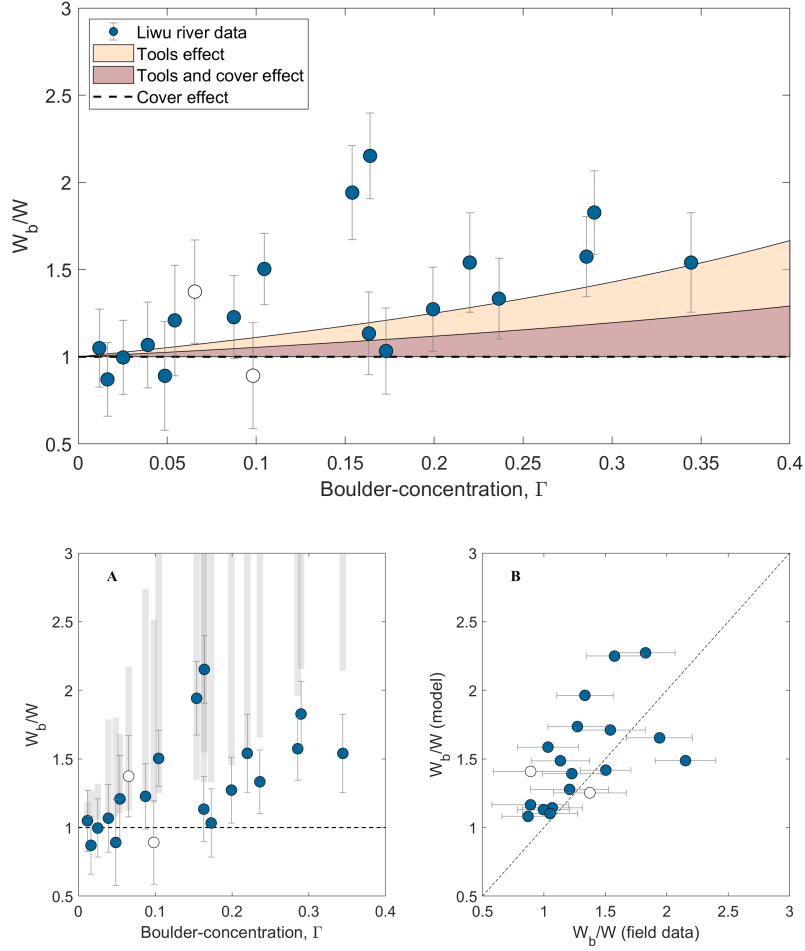 3
2.5
2
1.5
1
0.5
W_b/W
Liwu river data
Tools effect
Tools and cover effect
Cover effect
0 0.05 0.1 0.15 0.2 0.25 0.3 0.35 0.4
Boulder-concentration, Γ
A
3
2.5
2
1.5
1
0.5
W_b/W
0 0.1 0.2 0.3 0.4
Boulder-concentration, Γ
B
3
2.5
2
1.5
1
0.5
W_b/W (model)
0.5 1 1.5 2 2.5 3
W_b/W (field data)